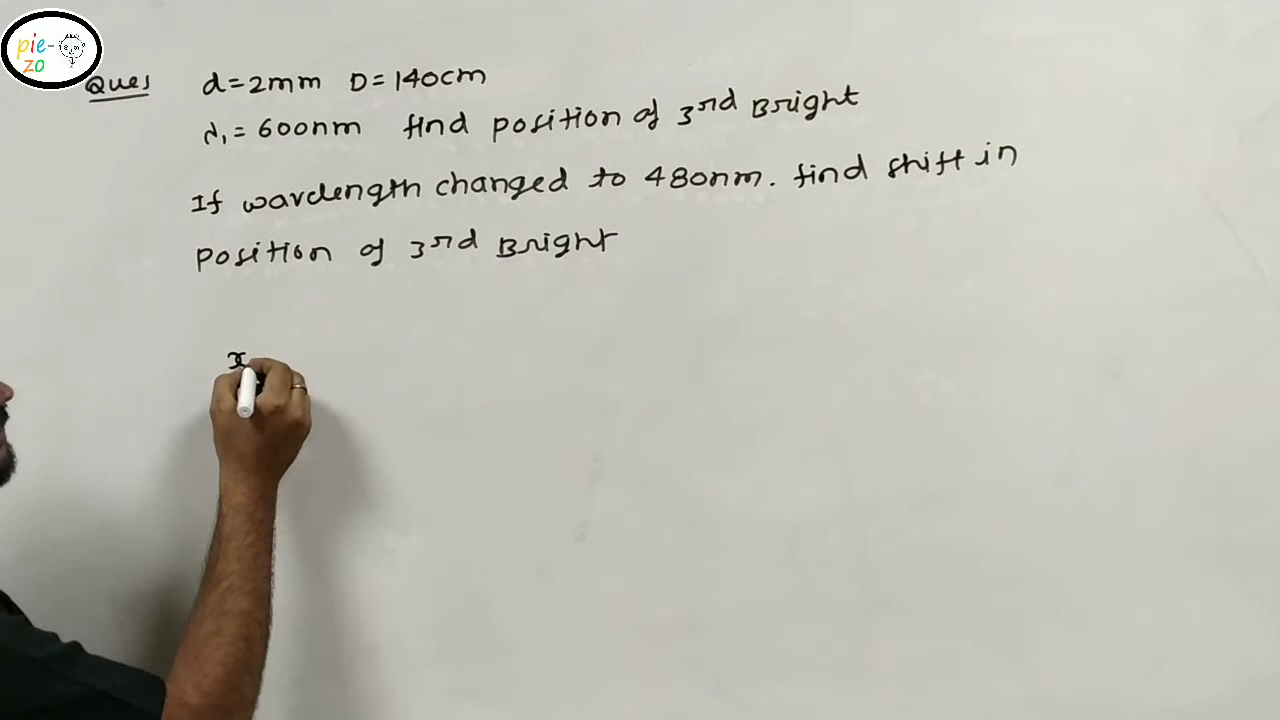 pie-
zo
Ques d=2mm D=140cm
λ₁=600nm find position of 3rd Bright
If wavelength changed to 480nm. find shift in
position of 3rd Bright
x